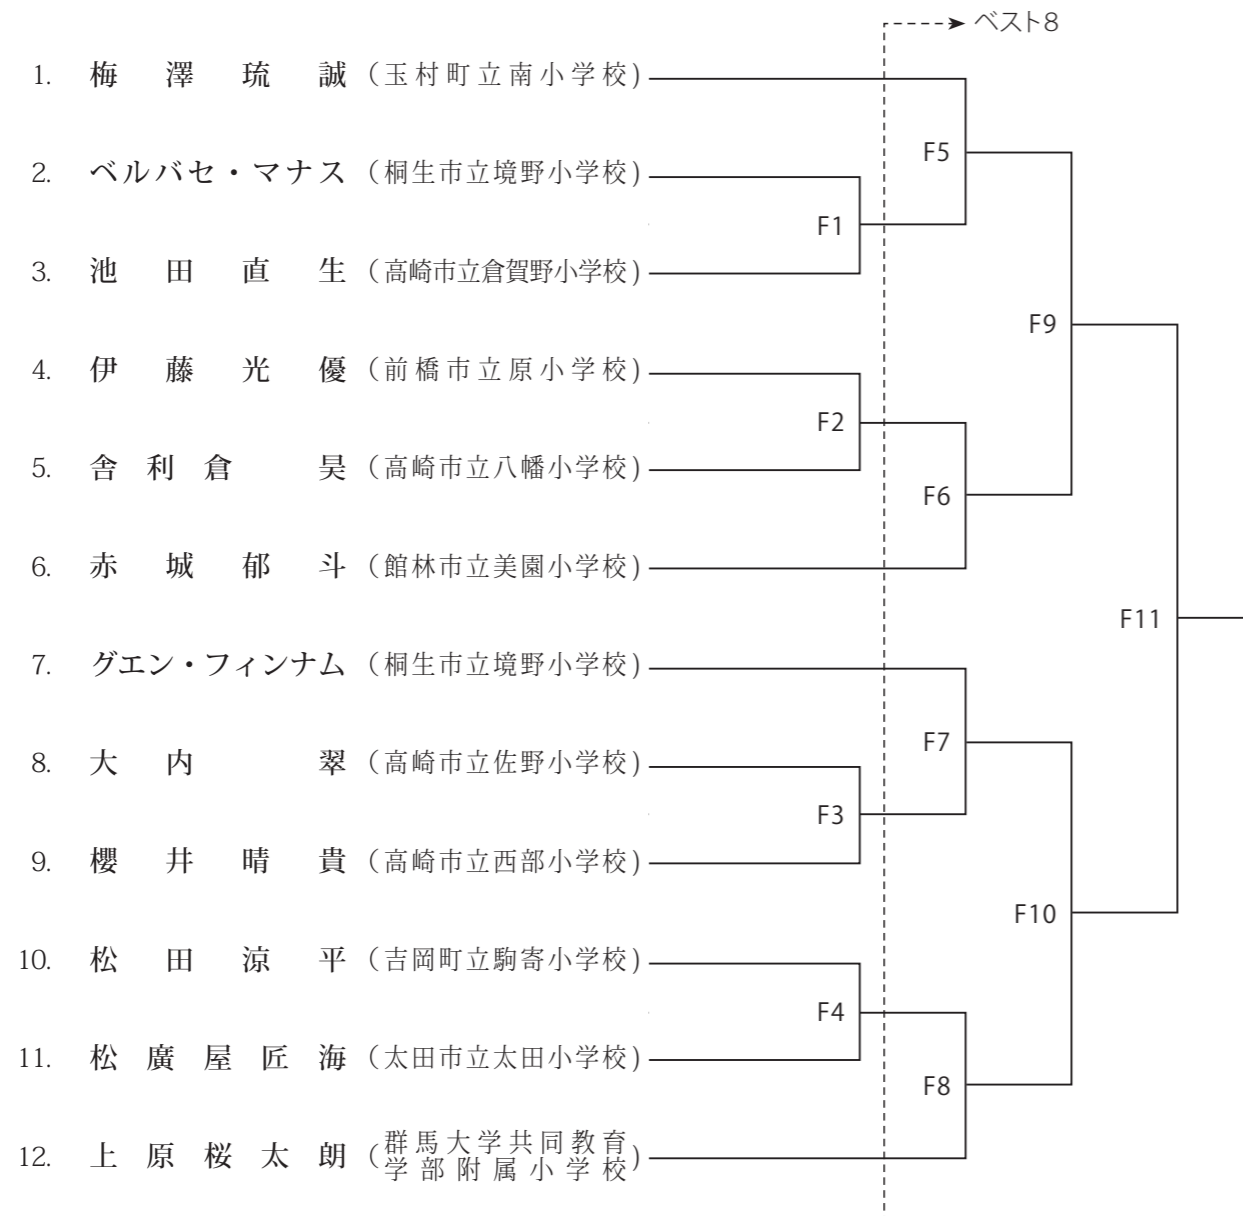 ベスト8
1. 梅澤琉誠 (玉村町立南小学校)
F5
2. ベルバセ・マナス (桐生市立境野小学校)
F1
3. 池田直生 (高崎市立倉賀野小学校)
F9
4. 伊藤光優 (前橋市立原小学校)
F2
5. 舎利倉昊 (高崎市立八幡小学校)
F6
6. 赤城郁斗 (館林市立美園小学校)
F11
7. グエン・フィンナム (桐生市立境野小学校)
F7
8. 大内翠 (高崎市立佐野小学校)
F3
9. 櫻井晴貴 (高崎市立西部小学校)
F10
10. 松田涼平 (吉岡町立駒寄小学校)
F4
11. 松廣屋匠海 (太田市立太田小学校)
F8
12. 上原桜太朗 (群馬大学共同教育
学部附属小学校)